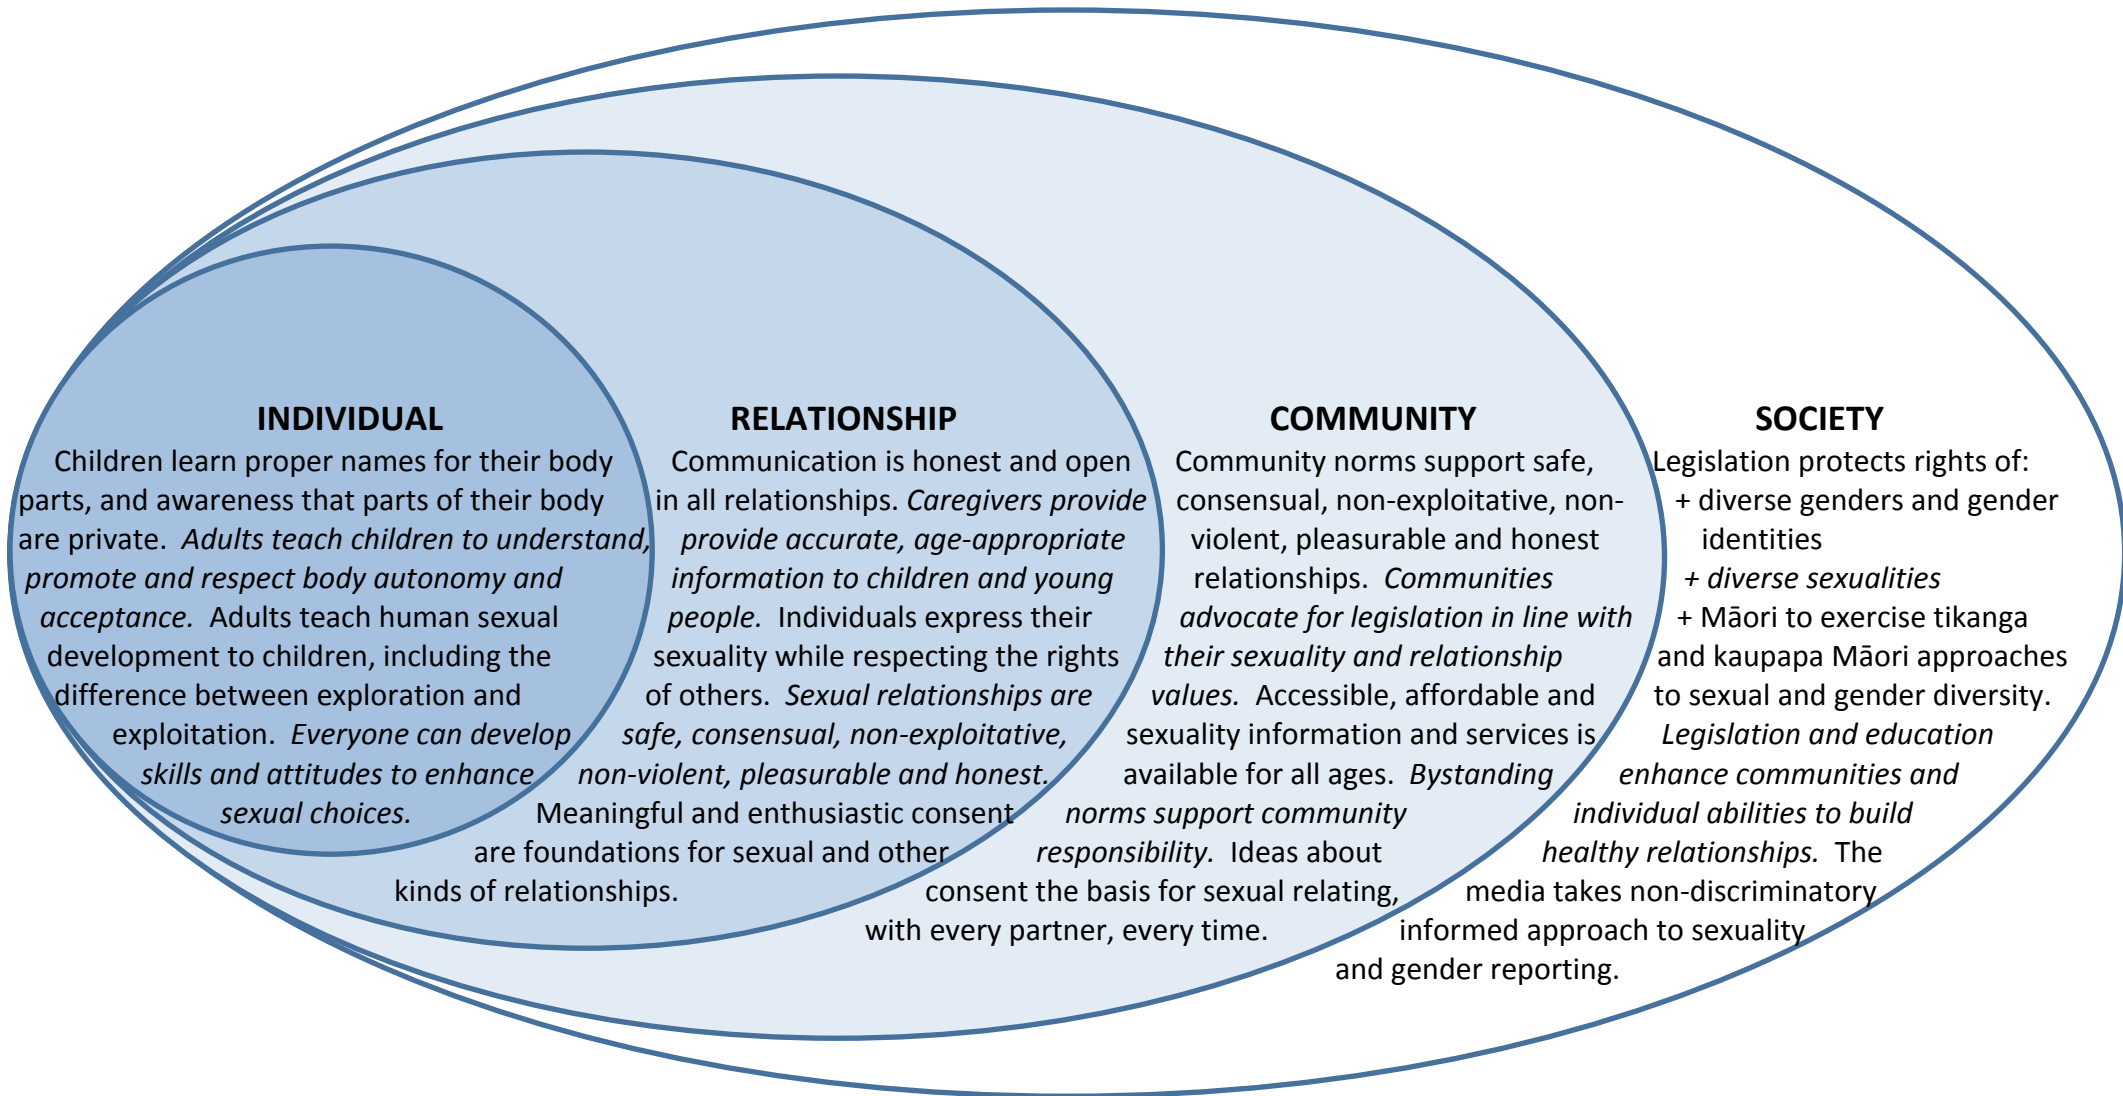 INDIVIDUAL
Children learn proper names for their body
parts, and awareness that parts of their body
are private. Adults teach children to understand,
promote and respect body autonomy and
acceptance. Adults teach human sexual
development to children, including the
difference between exploration and
exploitation. Everyone can develop
skills and attitudes to enhance
sexual choices.
RELATIONSHIP
Communication is honest and open
in all relationships. Caregivers provide
provide accurate, age-appropriate
information to children and young
people. Individuals express their
sexuality while respecting the rights
of others. Sexual relationships are
safe, consensual, non-exploitative,
non-violent, pleasurable and honest.
Meaningful and enthusiastic consent
are foundations for sexual and other
kinds of relationships.
COMMUNITY
Community norms support safe,
consensual, non-exploitative, non-
violent, pleasurable and honest
relationships. Communities
advocate for legislation in line with
their sexuality and relationship
values. Accessible, affordable and
sexuality information and services is
available for all ages. Bystanding
norms support community
responsibility. Ideas about
consent the basis for sexual relating,
with every partner, every time.
SOCIETY
Legislation protects rights of:
+ diverse genders and gender
identities
+ diverse sexualities
+ Māori to exercise tikanga
and kaupapa Māori approaches
to sexual and gender diversity.
Legislation and education
enhance communities and
individual abilities to build
healthy relationships. The
media takes non-discriminatory
informed approach to sexuality
and gender reporting.